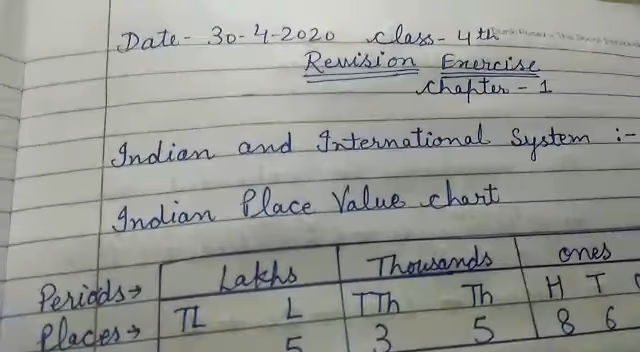 Date- 30-4-2020 class- 4th
Revision Exercise
Chapter - 1
Indian and International System :-
Indian Place Value chart
Lakhs Thousands ones
Periods→
TL L TTh Th H T
Places→
5 3 5 8 6